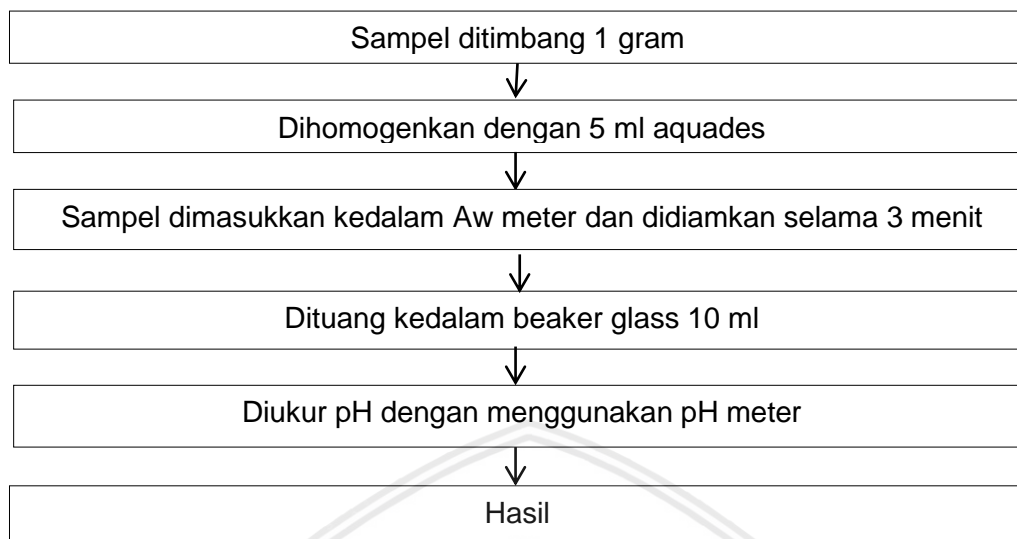 Sampel ditimbang 1 gram
Dihomogenkan dengan 5 ml aquades
Sampel dimasukkan kedalam Aw meter dan didiamkan selama 3 menit
Dituang kedalam beaker glass 10 ml
Diukur pH dengan menggunakan pH meter
Hasil